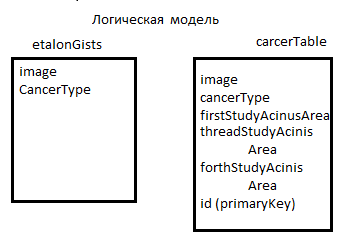 Логическая модель
etalonGists
carcerTable
image
CancerType
image
cancerType
firstStudyAcinusArea
threadStudyAcinis
Area
forthStudyAcinis
Area
id (primaryKey)